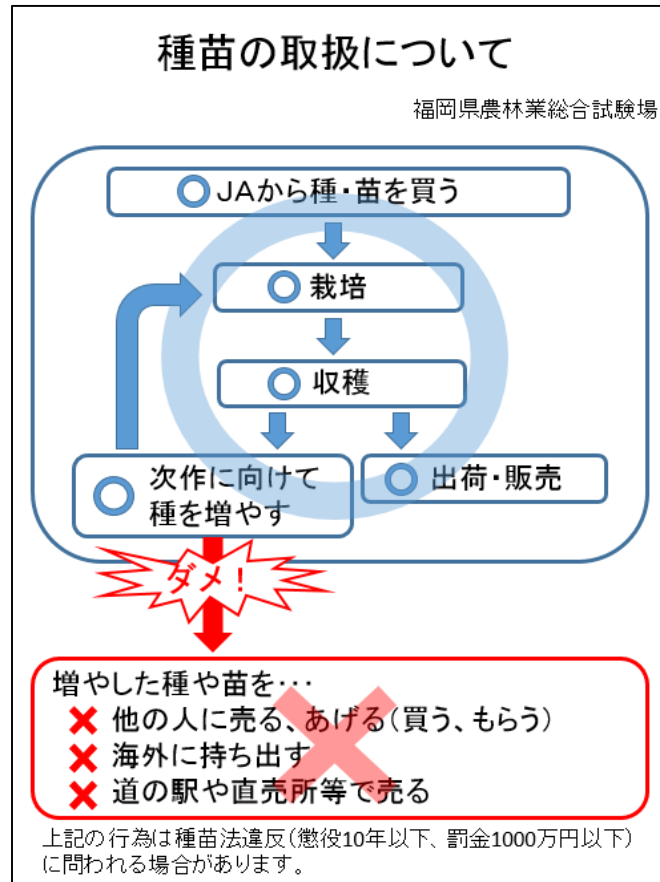 種苗の取扱について
福岡県農林業総合試験場
JAから種・苗を買う
栽培
収穫
次作に向けて
種を増やす
出荷・販売
ダメ！
増やした種や苗を・・・
他の人に売る、あげる（買う、もらう）
海外に持ち出す
道の駅や直売所等で売る
上記の行為は種苗法違反（懲役10年以下、罰金1000万円以下）
に問われる場合があります。